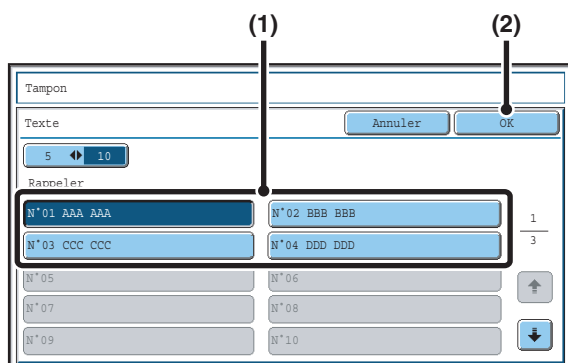 (1) (2)
Tampon
Texte Annuler OK
5 10
Rappeler
N°01 AAA AAA N°02 BBB BBB
1
N°03 CCC CCC N°04 DDD DDD
3
N°05 N°06
N°07 N°08
N°09 N°10